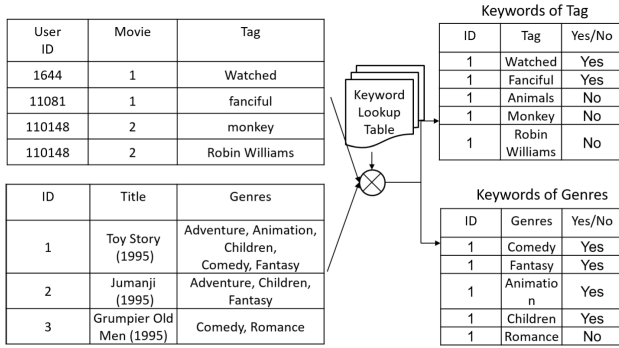 User ID Movie Tag
1644 1 Watched
11081 1 fanciful
110148 2 monkey
110148 2 Robin Williams
ID Title Genres
1 Toy Story (1995) Adventure, Animation, Children, Comedy, Fantasy
2 Jumanji (1995) Adventure, Children, Fantasy
3 Grumpier Old Men (1995) Comedy, Romance
Keyword
Lookup
Table
Keywords of Tag
ID Tag Yes/No
1 Watched Yes
1 Fanciful Yes
1 Animals No
1 Monkey No
1 Robin Williams No
Keywords of Genres
ID Genres Yes/No
1 Comedy Yes
1 Fantasy Yes
1 Animation Yes
1 Children Yes
1 Romance No